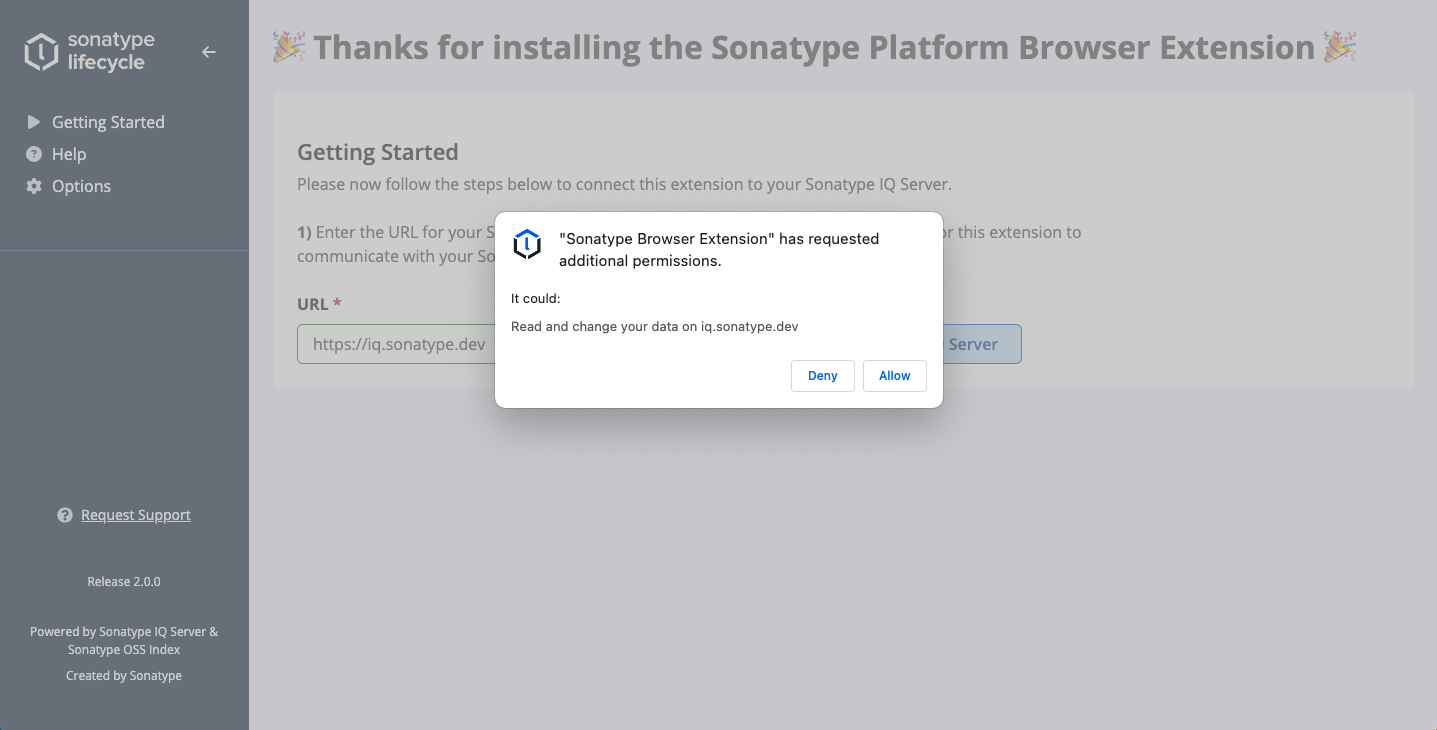 sonatype
lifecycle
Getting Started
Help
Options
Request Support
Release 2.0.0
Powered by Sonatype IQ Server &
Sonatype OSS Index
Created by Sonatype
🎉 Thanks for installing the Sonatype Platform Browser Extension 🎉
Getting Started
Please now follow the steps below to connect this extension to your Sonatype IQ Server.
1) Enter the URL for your
this extension to
communicate with your
URL *
https://iq.sonatype.dev
Server
"Sonatype Browser Extension" has requested
additional permissions.
It could:
Read and change your data on iq.sonatype.dev
Deny
Allow